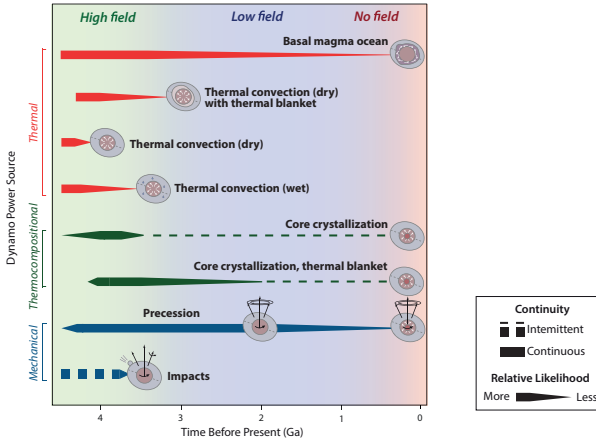 High field
Low field
No field
Basal magma ocean
Thermal convection (dry)
with thermal blanket
Thermal convection (dry)
Thermal convection (wet)
Core crystallization
Core crystallization, thermal blanket
Precession
Impacts
Dynamo Power Source
Thermal
Thermocompositional
Mechanical
4
3
2
1
0
Time Before Present (Ga)
Continuity
Intemittent
Continuous
Relative Likelihood
More
Less